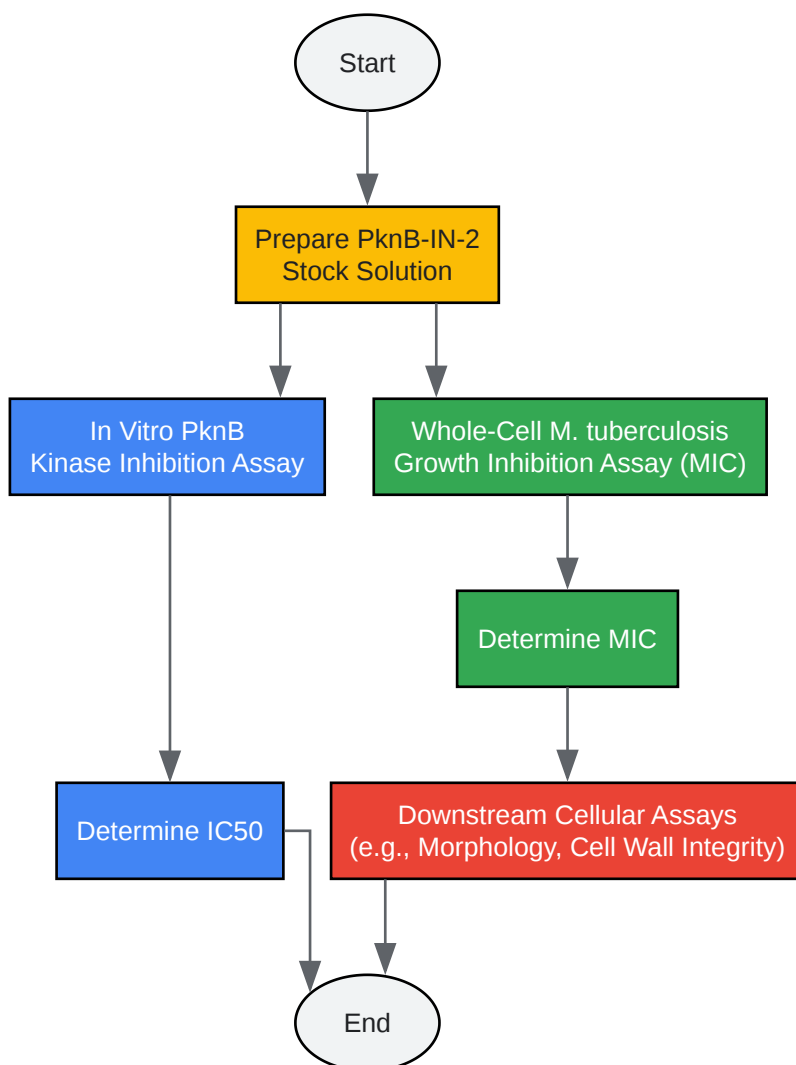 Start
Prepare PknB-IN-2
Stock Solution
In Vitro PknB
Kinase Inhibition Assay
Whole-Cell M. tuberculosis
Growth Inhibition Assay (MIC)
Determine MIC
Determine IC50
Downstream Cellular Assays
(e.g., Morphology, Cell Wall Integrity)
End